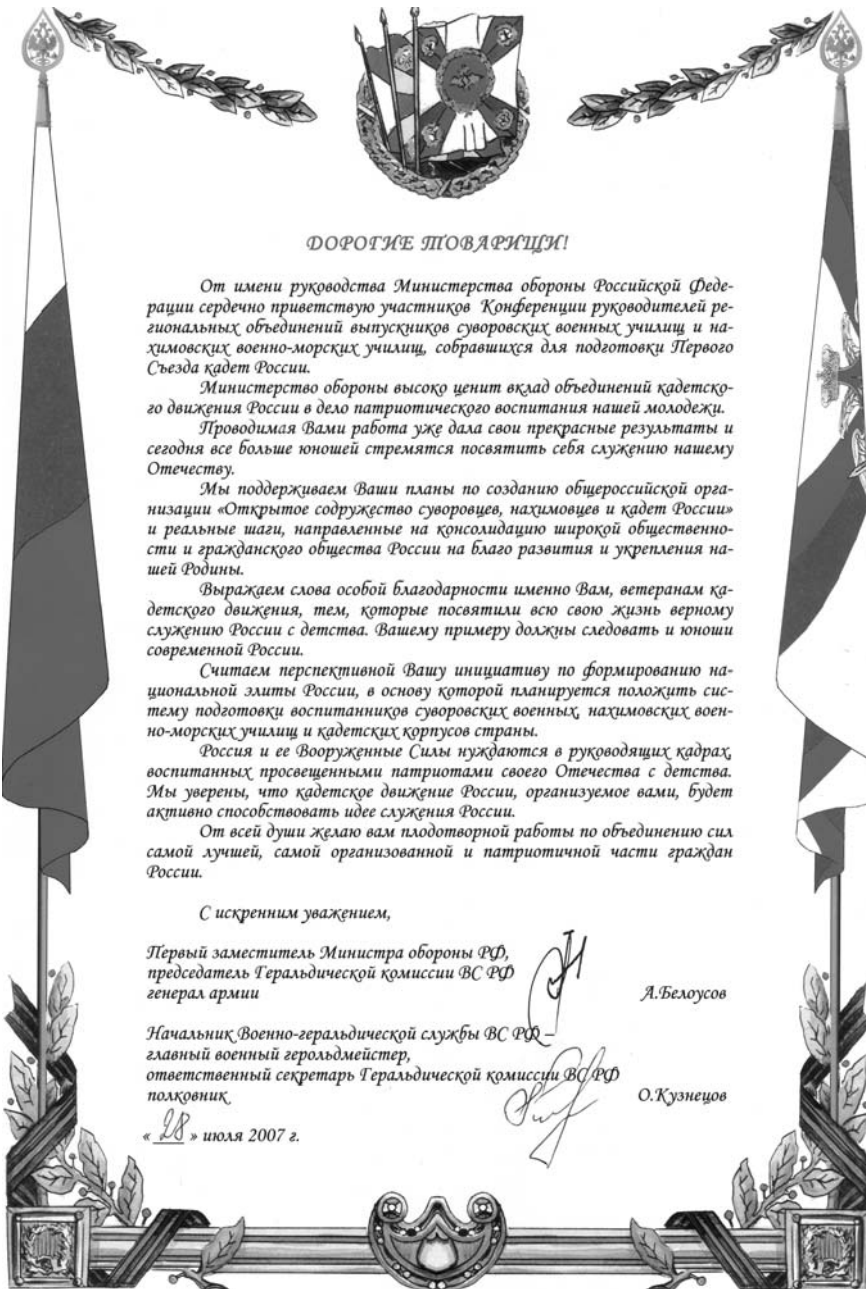 ДОРОГИЕ ТОВАРИЩИ!
От имени руководства Министерства обороны Российской Феде-
рации сердечно приветствую участников Конференции руководителей ре-
гиональных объединений выпускников суворовских военных училищ и на-
химовских военно-морских училищ, собравшихся для подготовки Первого
Съезда кадет России.
Министерство обороны высоко ценит вклад объединений кадетско-
го движения России в дело патриотического воспитания нашей молодежи.
Проводимая Вами работа уже дала свои прекрасные результаты и
сегодня все больше юношей стремятся посвятить себя служению нашему
Отечеству.
Мы поддерживаем Ваши планы по созданию общероссийской орга-
низации «Открытое содружество суворовцев, нахимовцев и кадет России»
и реальные шаги, направленные на консолидацию широкой общественно-
сти и гражданского общества России на благо развития и укрепления на-
шей Родины.
Выражаем слова особой благодарности именно Вам, ветеранам ка-
детского движения, тем, которые посвятили всю свою жизнь верному
служению России с детства. Вашему примеру должны следовать и юноши
современной России.
Считаем перспективной Вашу инициативу по формированию на-
циональной элиты России, в основу которой планируется положить сис-
тему подготовки воспитанников суворовских военных, нахимовских воен-
но-морских училищ и кадетских корпусов страны.
Россия и ее Вооруженные Силы нуждаются в руководящих кадрах,
воспитанных просвещенными патриотами своего Отечества с детства.
Мы уверены, что кадетское движение России, организуемое вами, будет
активно способствовать идее служения России.
От всей души желаю вам плодотворной работы по объединению сил
самой лучшей, самой организованной и патриотичной части граждан
России.
С искренним уважением,
Первый заместитель Министра обороны РФ,
председатель Геральдической комиссии ВС РФ
генерал армии А.Белоусов
Начальник Военно-геральдической службы ВС РФ –
главный военный герольдмейстер,
ответственный секретарь Геральдической комиссии ВС РФ
полковник О.Кузнецов
« 28 » июля 2007 г.